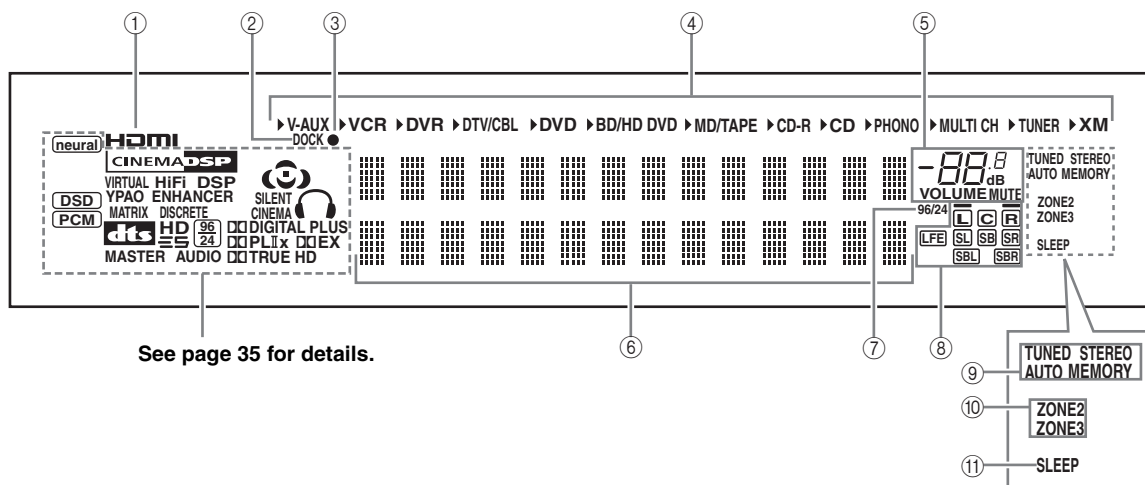 ① ② ③ ④ ⑤
V-AUX VCR DVR DTV/CBL DVD BD/HD DVD MD/TAPE CD-R CD PHONO MULTI CH TUNER XM
DOCK
neural HDMI
CINEMA DSP
VIRTUAL HiFi DSP
YPAO ENHANCER
SILENT
CINEMA
DSD
PCM
MATRIX DISCRETE
dts HD ES 96
24
DIGITAL PLUS
PLIIx EX
MASTER AUDIO TRUE HD
-88.8
dB
VOLUME MUTE
96/24
L C R
LFE SL SB SR
SBL SBR
TUNED STEREO
AUTO MEMORY
ZONE2
ZONE3
SLEEP
See page 35 for details.
⑥ ⑦ ⑧
⑨ TUNED STEREO
AUTO MEMORY
⑩ ZONE2
ZONE3
⑪ SLEEP